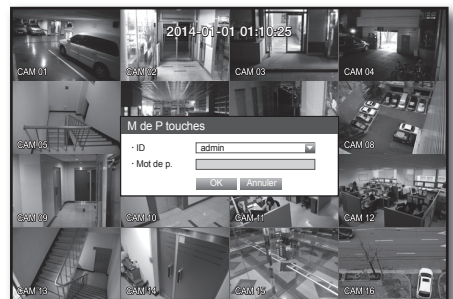 2014-01-01 01:10:25
CAM 01
CAM 02
CAM 03
CAM 04
CAM 05
M de P touches
CAM 08
· ID
admin
· Mot de p.
OK
Annuler
CAM 09
CAM 10
CAM 11
CAM 12
CAM 13
CAM 14
CAM 15
CAM 16